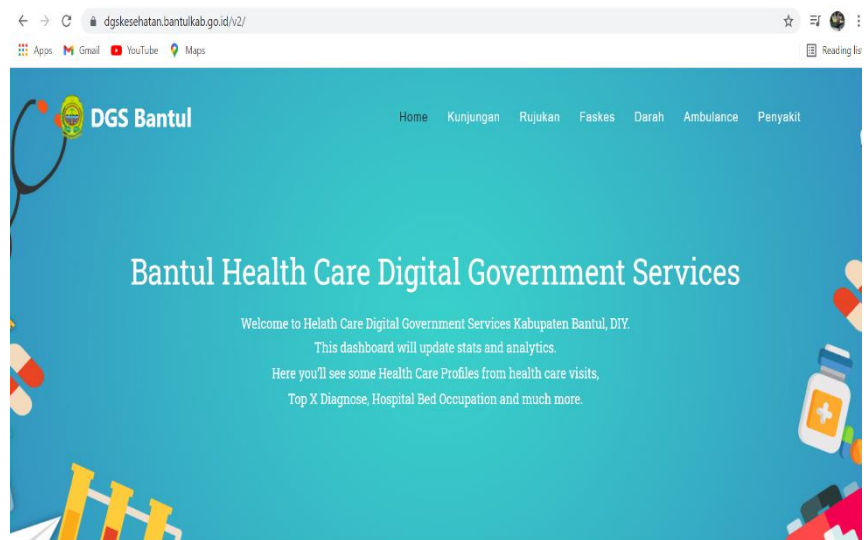 dgskesehatan.bantulkab.go.id/v2/
Apps Gmail YouTube Maps Reading list
DGS Bantul Home Kunjungan Rujukan Faskes Darah Ambulance Penyakit
Bantul Health Care Digital Government Services
Welcome to Helath Care Digital Government Services Kabupaten Bantul, DIY.
This dashboard will update stats and analytics.
Here you'll see some Health Care Profiles from health care visits,
Top X Diagnose, Hospital Bed Occupation and much more.